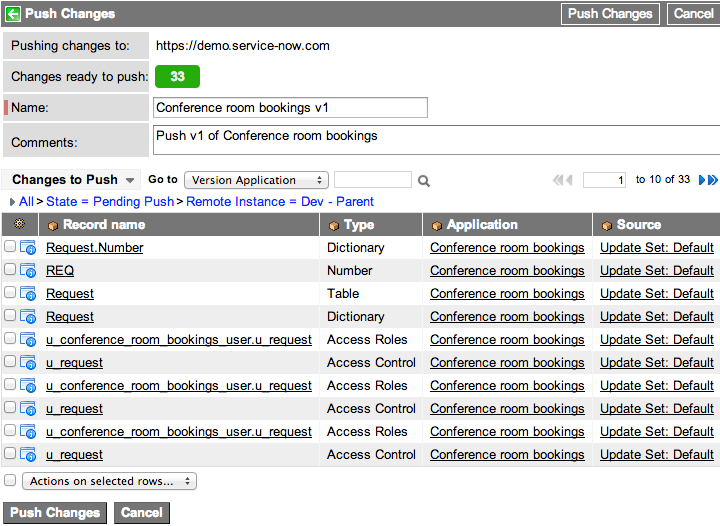 Push Changes Push Changes Cancel
Pushing changes to: https://demo.service-now.com
Changes ready to push: 33
Name: Conference room bookings v1
Comments: Push v1 of Conference room bookings
Changes to Push Go to Version Application 1 to 10 of 33
All > State = Pending Push > Remote Instance = Dev - Parent
Record name Type Application Source
Request.Number Dictionary Conference room bookings Update Set: Default
REQ Number Conference room bookings Update Set: Default
Request Table Conference room bookings Update Set: Default
Request Dictionary Conference room bookings Update Set: Default
u_conference_room_bookings_user.u_request Access Roles Conference room bookings Update Set: Default
u_request Access Control Conference room bookings Update Set: Default
u_conference_room_bookings_user.u_request Access Roles Conference room bookings Update Set: Default
u_request Access Control Conference room bookings Update Set: Default
u_conference_room_bookings_user.u_request Access Roles Conference room bookings Update Set: Default
u_request Access Control Conference room bookings Update Set: Default
Actions on selected rows...
Push Changes Cancel